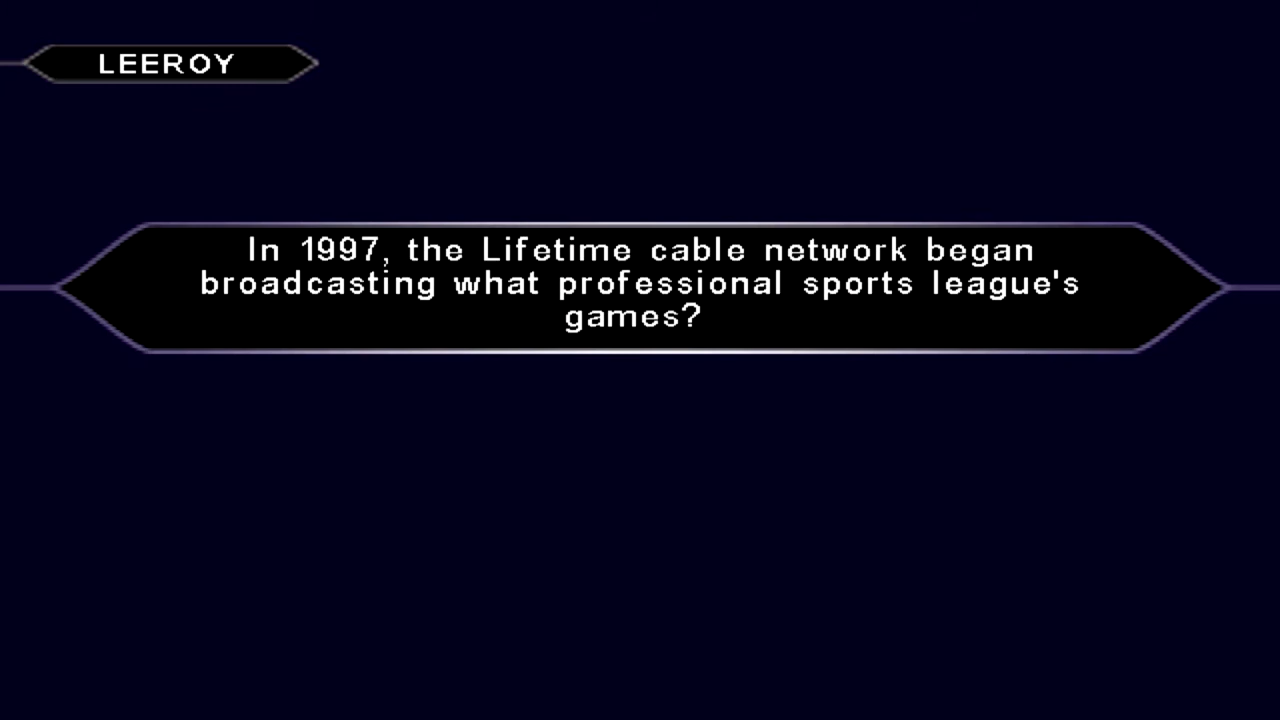 LEEROY
In 1997, the Lifetime cable network began
broadcasting what professional sports league's
games?